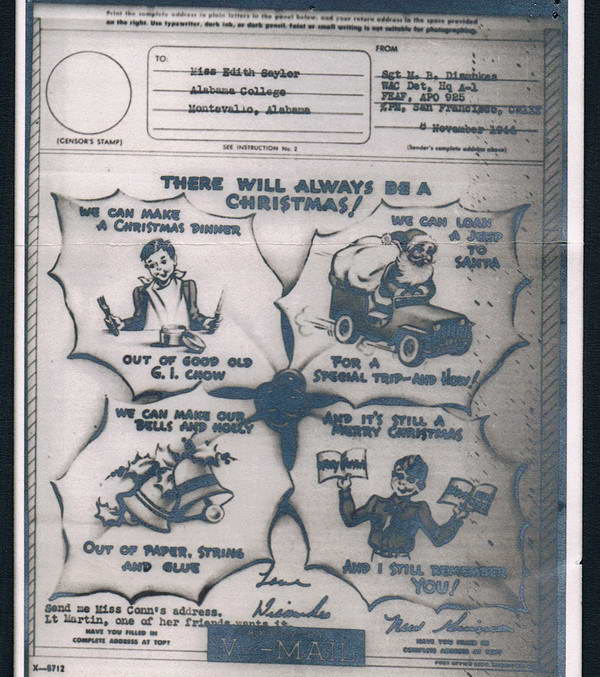 Print the complete address in plain letters in the panel below, and your return address in the space provided
on the right. Use typewriter, dark ink, or dark pencil. Faint or small writing is not suitable for photographing.
TO:
Miss Edith Saylor
Alabama College
Montevallo, Alabama
(CENSOR'S STAMP)
SEE INSTRUCTION No. 2
FROM
Sgt M. B.
WAC Det, Hq A-1
FEAF, APO 925
%PM, San Francisco, Calif
8 November 1944
(Sender's complete address above)
THERE WILL ALWAYS BE A
CHRISTMAS!
WE CAN MAKE
A CHRISTMAS DINNER
OUT OF GOOD OLD
G. I. CHOW
WE CAN LOAN
A JEEP
TO
SANTA
FOR A
SPECIAL TRIP—AND HOW!
WE CAN MAKE OUR
BELLS AND HOLLY
OUT OF PAPER, STRING
AND GLUE
AND IT'S STILL A
MERRY CHRISTMAS
AND I STILL REMEMBER
YOU!
Love
New Guinea
Send me Miss Conn's address.
Lt Martin, one of her friends wants it
HAVE YOU FILLED IN
COMPLETE ADDRESS AT TOP?
V-MAIL
HAVE YOU FILLED IN
COMPLETE ADDRESS AT TOP?
X—6712